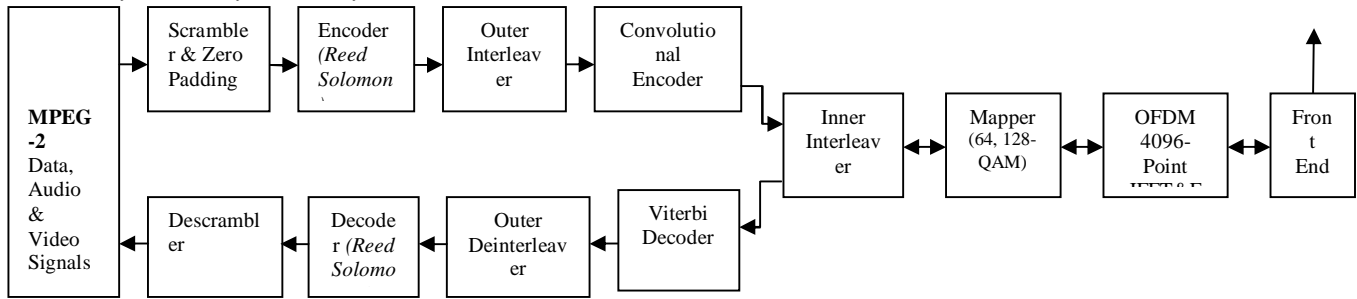 MPEG
-2
Data,
Audio
&
Video
Signals
Scramble
r & Zero
Padding
Encoder
(Reed
Solomon
Outer
Interleav
er
Convolutio
nal
Encoder
Inner
Interleav
er
Mapper
(64, 128-
QAM)
OFDM
4096-
Point
Fron
t
End
Descrambl
er
Decode
r (Reed
Solomo
Outer
Deinterleav
er
Viterbi
Decoder